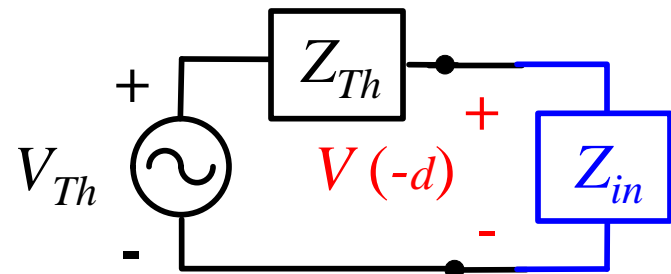 Z_Th
+
+
V_Th
V (-d)
Z_in
-
-